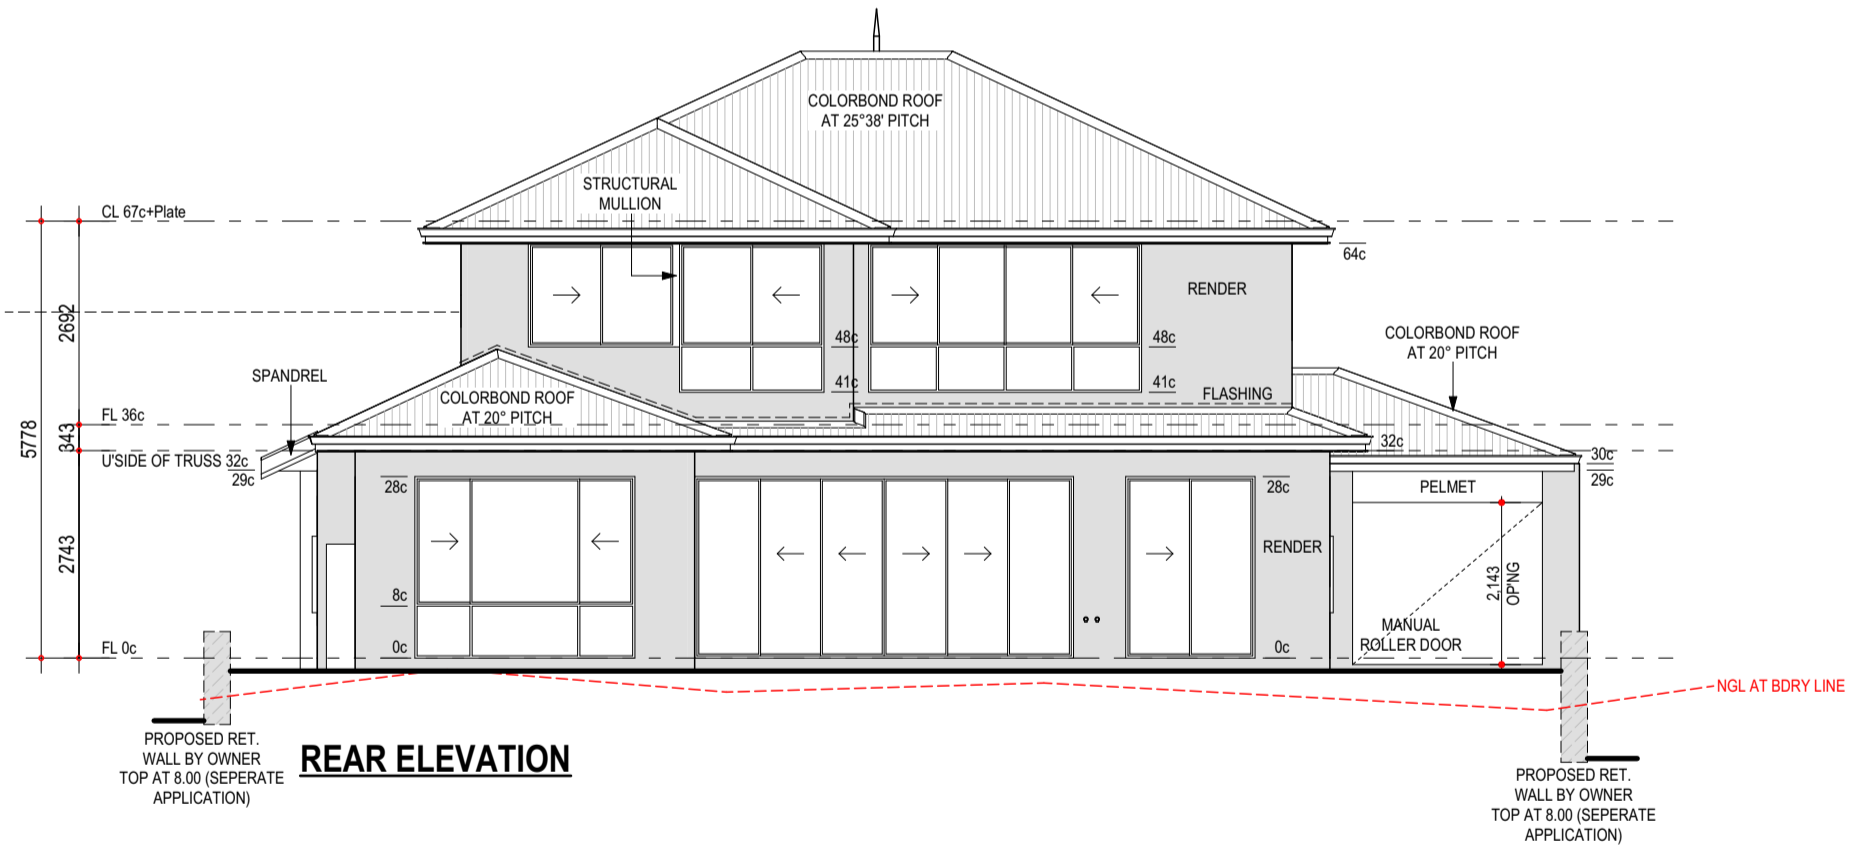 COLORBOND ROOF
AT 25°38' PITCH
STRUCTURAL
MULLION
CL 67c+Plate
64c
RENDER
2692
48c
48c
COLORBOND ROOF
AT 20° PITCH
SPANDREL
41c
41c
FLASHING
COLORBOND ROOF
AT 20° PITCH
FL 36c
5778
343
32c
U'SIDE OF TRUSS 32c
29c
30c
29c
28c
28c
PELMET
2743
RENDER
2,143
OP'NG
8c
MANUAL
ROLLER DOOR
FL 0c
0c
0c
NGL AT BDRY LINE
PROPOSED RET.
WALL BY OWNER
TOP AT 8.00 (SEPERATE
APPLICATION)
REAR ELEVATION
PROPOSED RET.
WALL BY OWNER
TOP AT 8.00 (SEPERATE
APPLICATION)